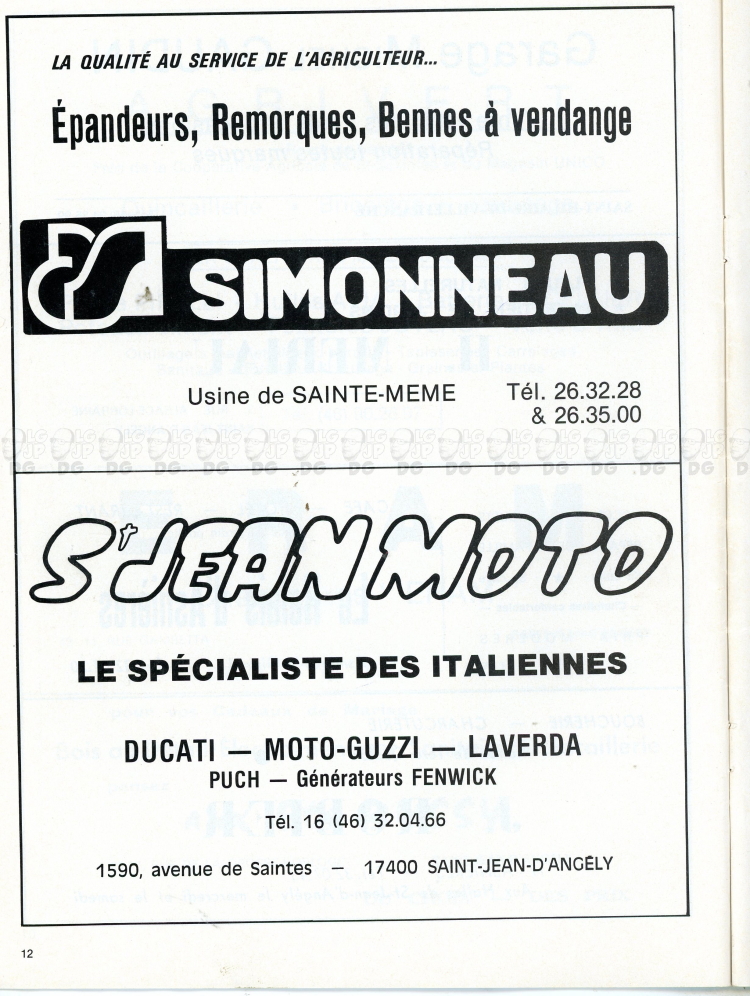 LA QUALITÉ AU SERVICE DE L'AGRICULTEUR...
Épandeurs, Remorques, Bennes à vendange
SIMONNEAU
Usine de SAINTE-MEME Tél. 26.32.28
& 26.35.00
St JEAN MOTO
LE SPÉCIALISTE DES ITALIENNES
DUCATI — MOTO-GUZZI — LAVERDA
PUCH — Générateurs FENWICK
Tél. 16 (46) 32.04.66
1590, avenue de Saintes — 17400 SAINT-JEAN-D'ANGÉLY
12